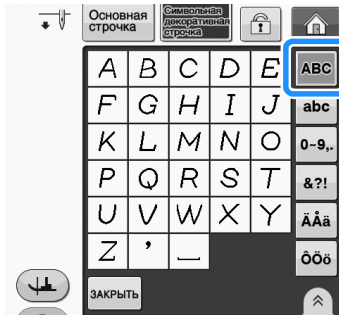 Основная
строчка
Символьная
декоративная
строчка
A B C D E
ABC
F G H I J
abc
K L M N O
0~9,.
P Q R S T
&?!
U V W X Y
ÄÅä
Z ’ _
ÔÖö
ЗАКРЫТЬ